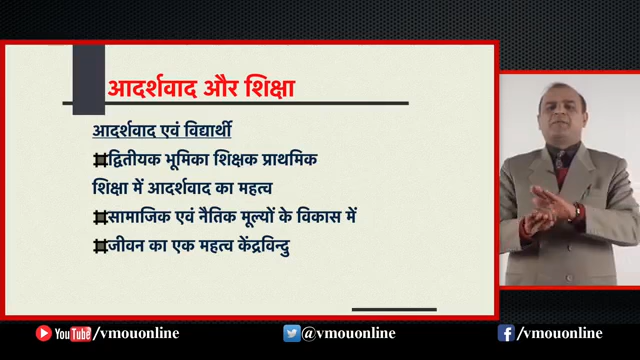 आदर्शवाद और शिक्षा
आदर्शवाद एवं विद्यार्थी
द्वितीयक भूमिका शिक्षक प्राथमिक
शिक्षा में आदर्शवाद का महत्व
सामाजिक एवं नैतिक मूल्यों के विकास में
जीवन का एक महत्व केंद्रविन्दु
YouTube/vmouonline
@vmouonline
/vmouonline